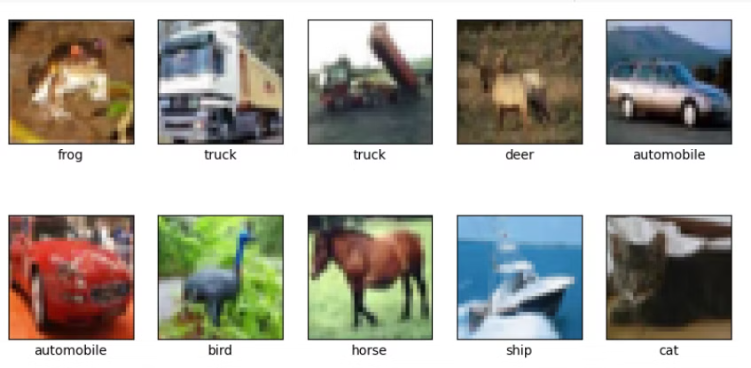 frog truck truck deer automobile
automobile bird horse ship cat